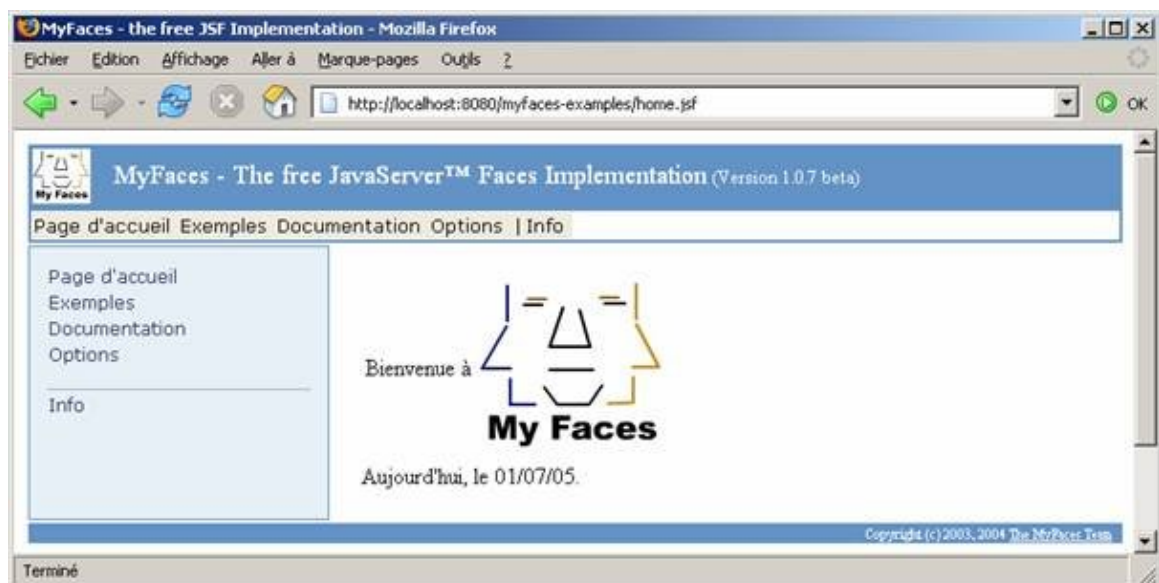 MyFaces - the free JSF Implementation - Mozilla Firefox
Fichier Edition Affichage Aller à Marque-pages Outils ?
http://localhost:8080/myfaces-examples/home.jsf OK
My Faces
MyFaces - The free JavaServer™ Faces Implementation (Version 1.0.7 beta)
Page d'accueil Exemples Documentation Options | Info
Page d'accueil
Exemples
Documentation
Options
Info
Bienvenue à
My Faces
Aujourd'hui, le 01/07/05.
Copyright (c) 2003, 2004 The MyFaces Team
Terminé